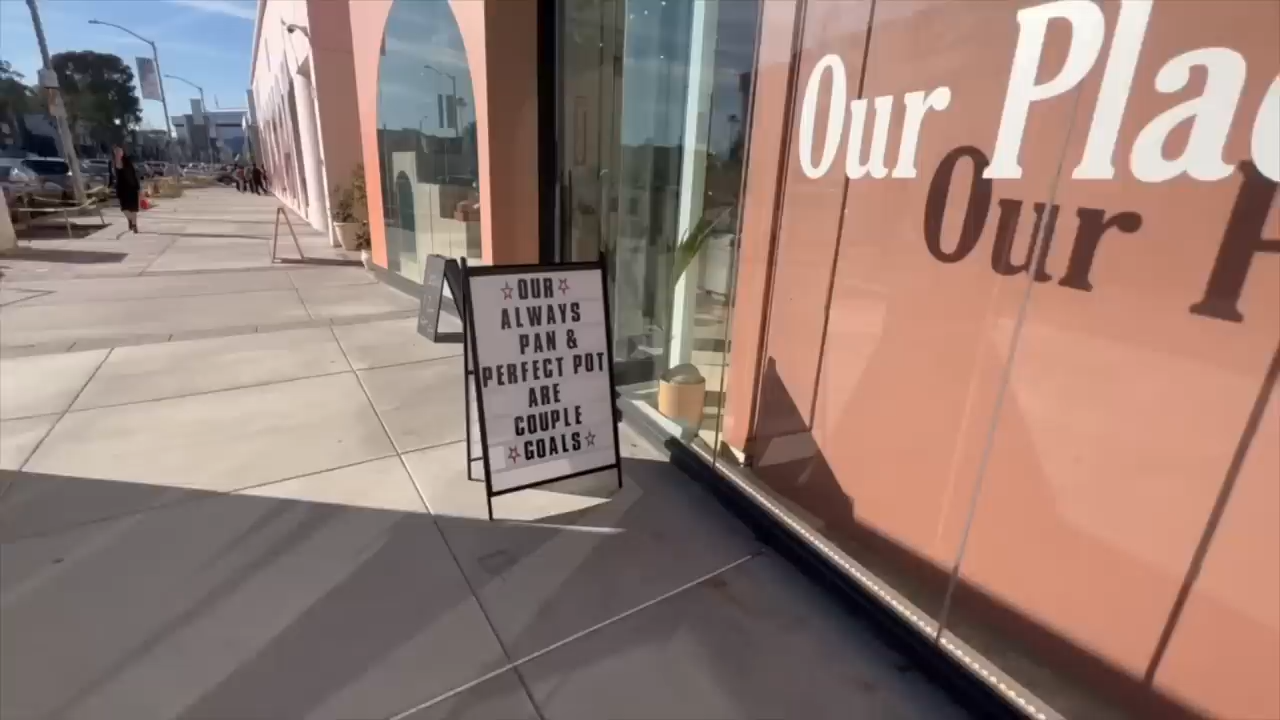 ☆OUR☆
ALWAYS
PAN &
PERFECT POT
ARE
COUPLE
☆GOALS☆
Our Plac
Our P